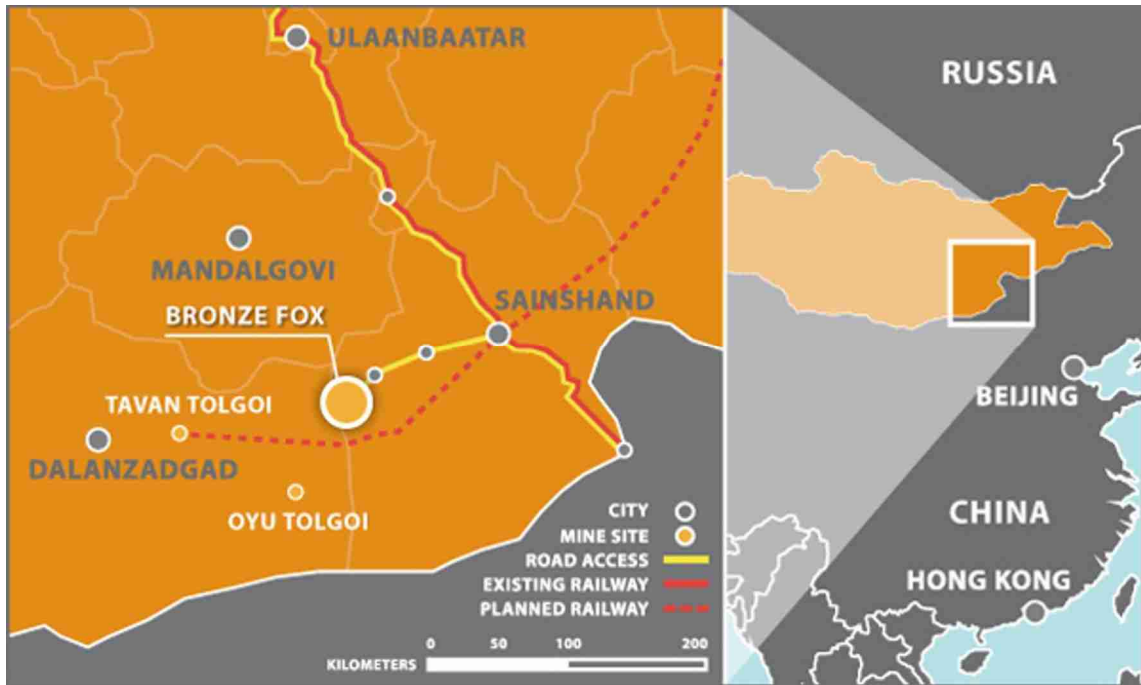 ULAANBAATAR
MANDALGOVI
BRONZE FOX
SAINSHAND
TAVAN TOLGOI
DALANZADGAD
OYU TOLGOI
CITY
MINE SITE
ROAD ACCESS
EXISTING RAILWAY
PLANNED RAILWAY
0 50 100 200
KILOMETERS
RUSSIA
BEIJING
CHINA
HONG KONG